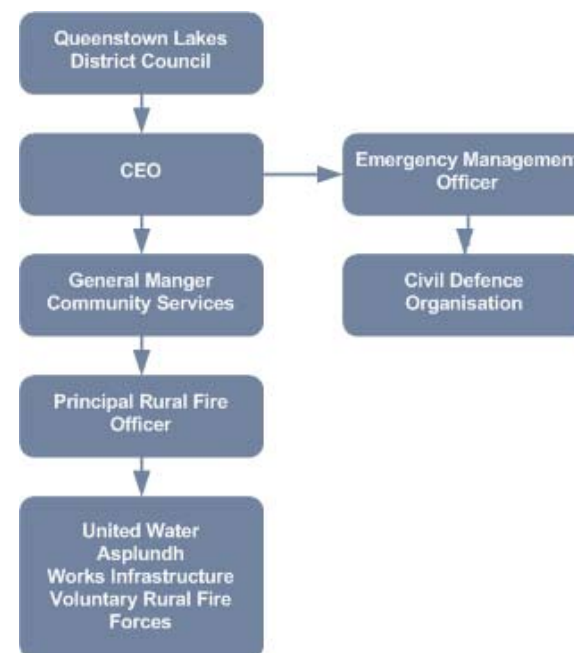 Queenstown Lakes
District Council
CEO
Emergency Management
Officer
General Manger
Community Services
Civil Defence
Organisation
Principal Rural Fire
Officer
United Water
Asplundh
Works Infrastructure
Voluntary Rural Fire
Forces